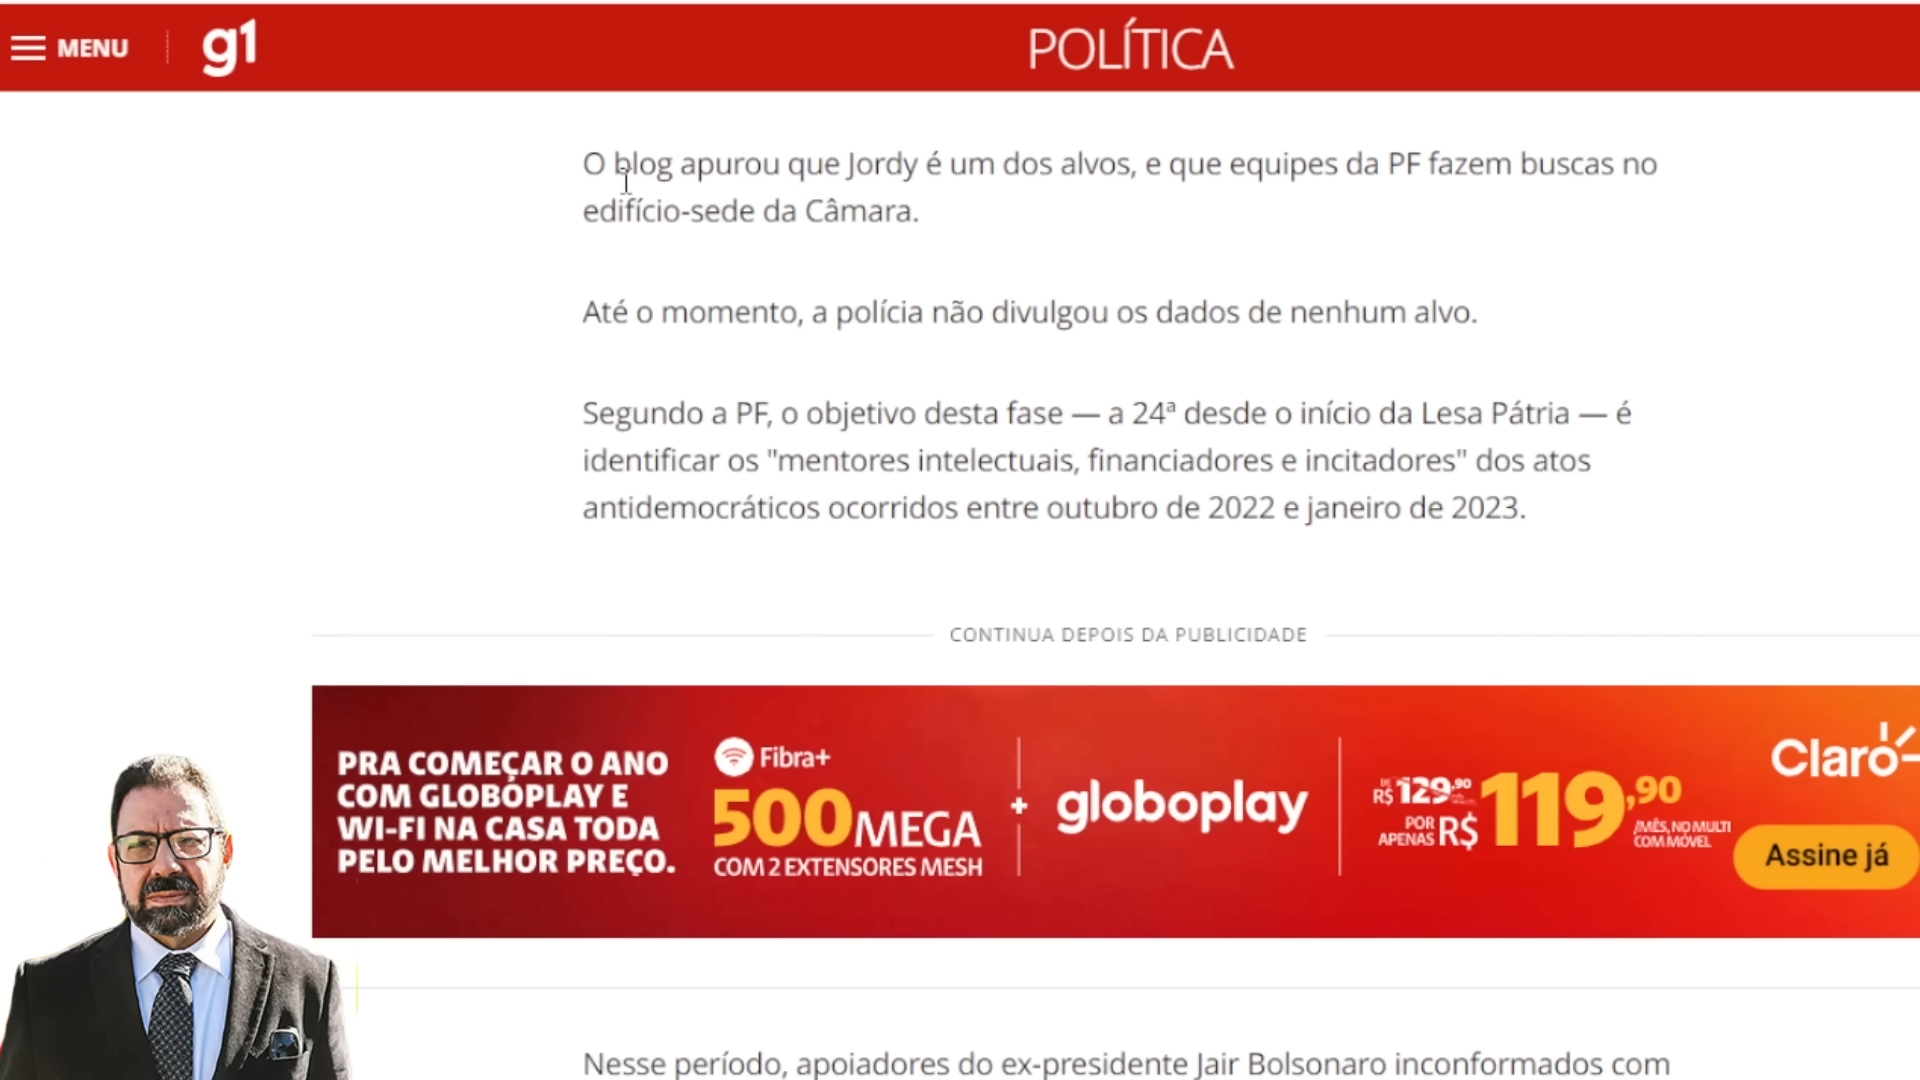 MENU
g1
POLÍTICA
O blog apurou que Jordy é um dos alvos, e que equipes da PF fazem buscas no
edifício-sede da Câmara.
Até o momento, a polícia não divulgou os dados de nenhum alvo.
Segundo a PF, o objetivo desta fase — a 24ª desde o início da Lesa Pátria — é
identificar os "mentores intelectuais, financiadores e incitadores" dos atos
antidemocráticos ocorridos entre outubro de 2022 e janeiro de 2023.
CONTINUA DEPOIS DA PUBLICIDADE
PRA COMEÇAR O ANO
COM GLOBOPLAY E
WI-FI NA CASA TODA
PELO MELHOR PREÇO.
Fibra+
500MEGA
COM 2 EXTENSORES MESH
+
globoplay
DE
R$ 129,90
POR
APENAS R$ 119,90
/MÊS, NO MULTI
COM MÓVEL
Claro
Assine já
Nesse período, apoiadores do ex-presidente Jair Bolsonaro inconformados com